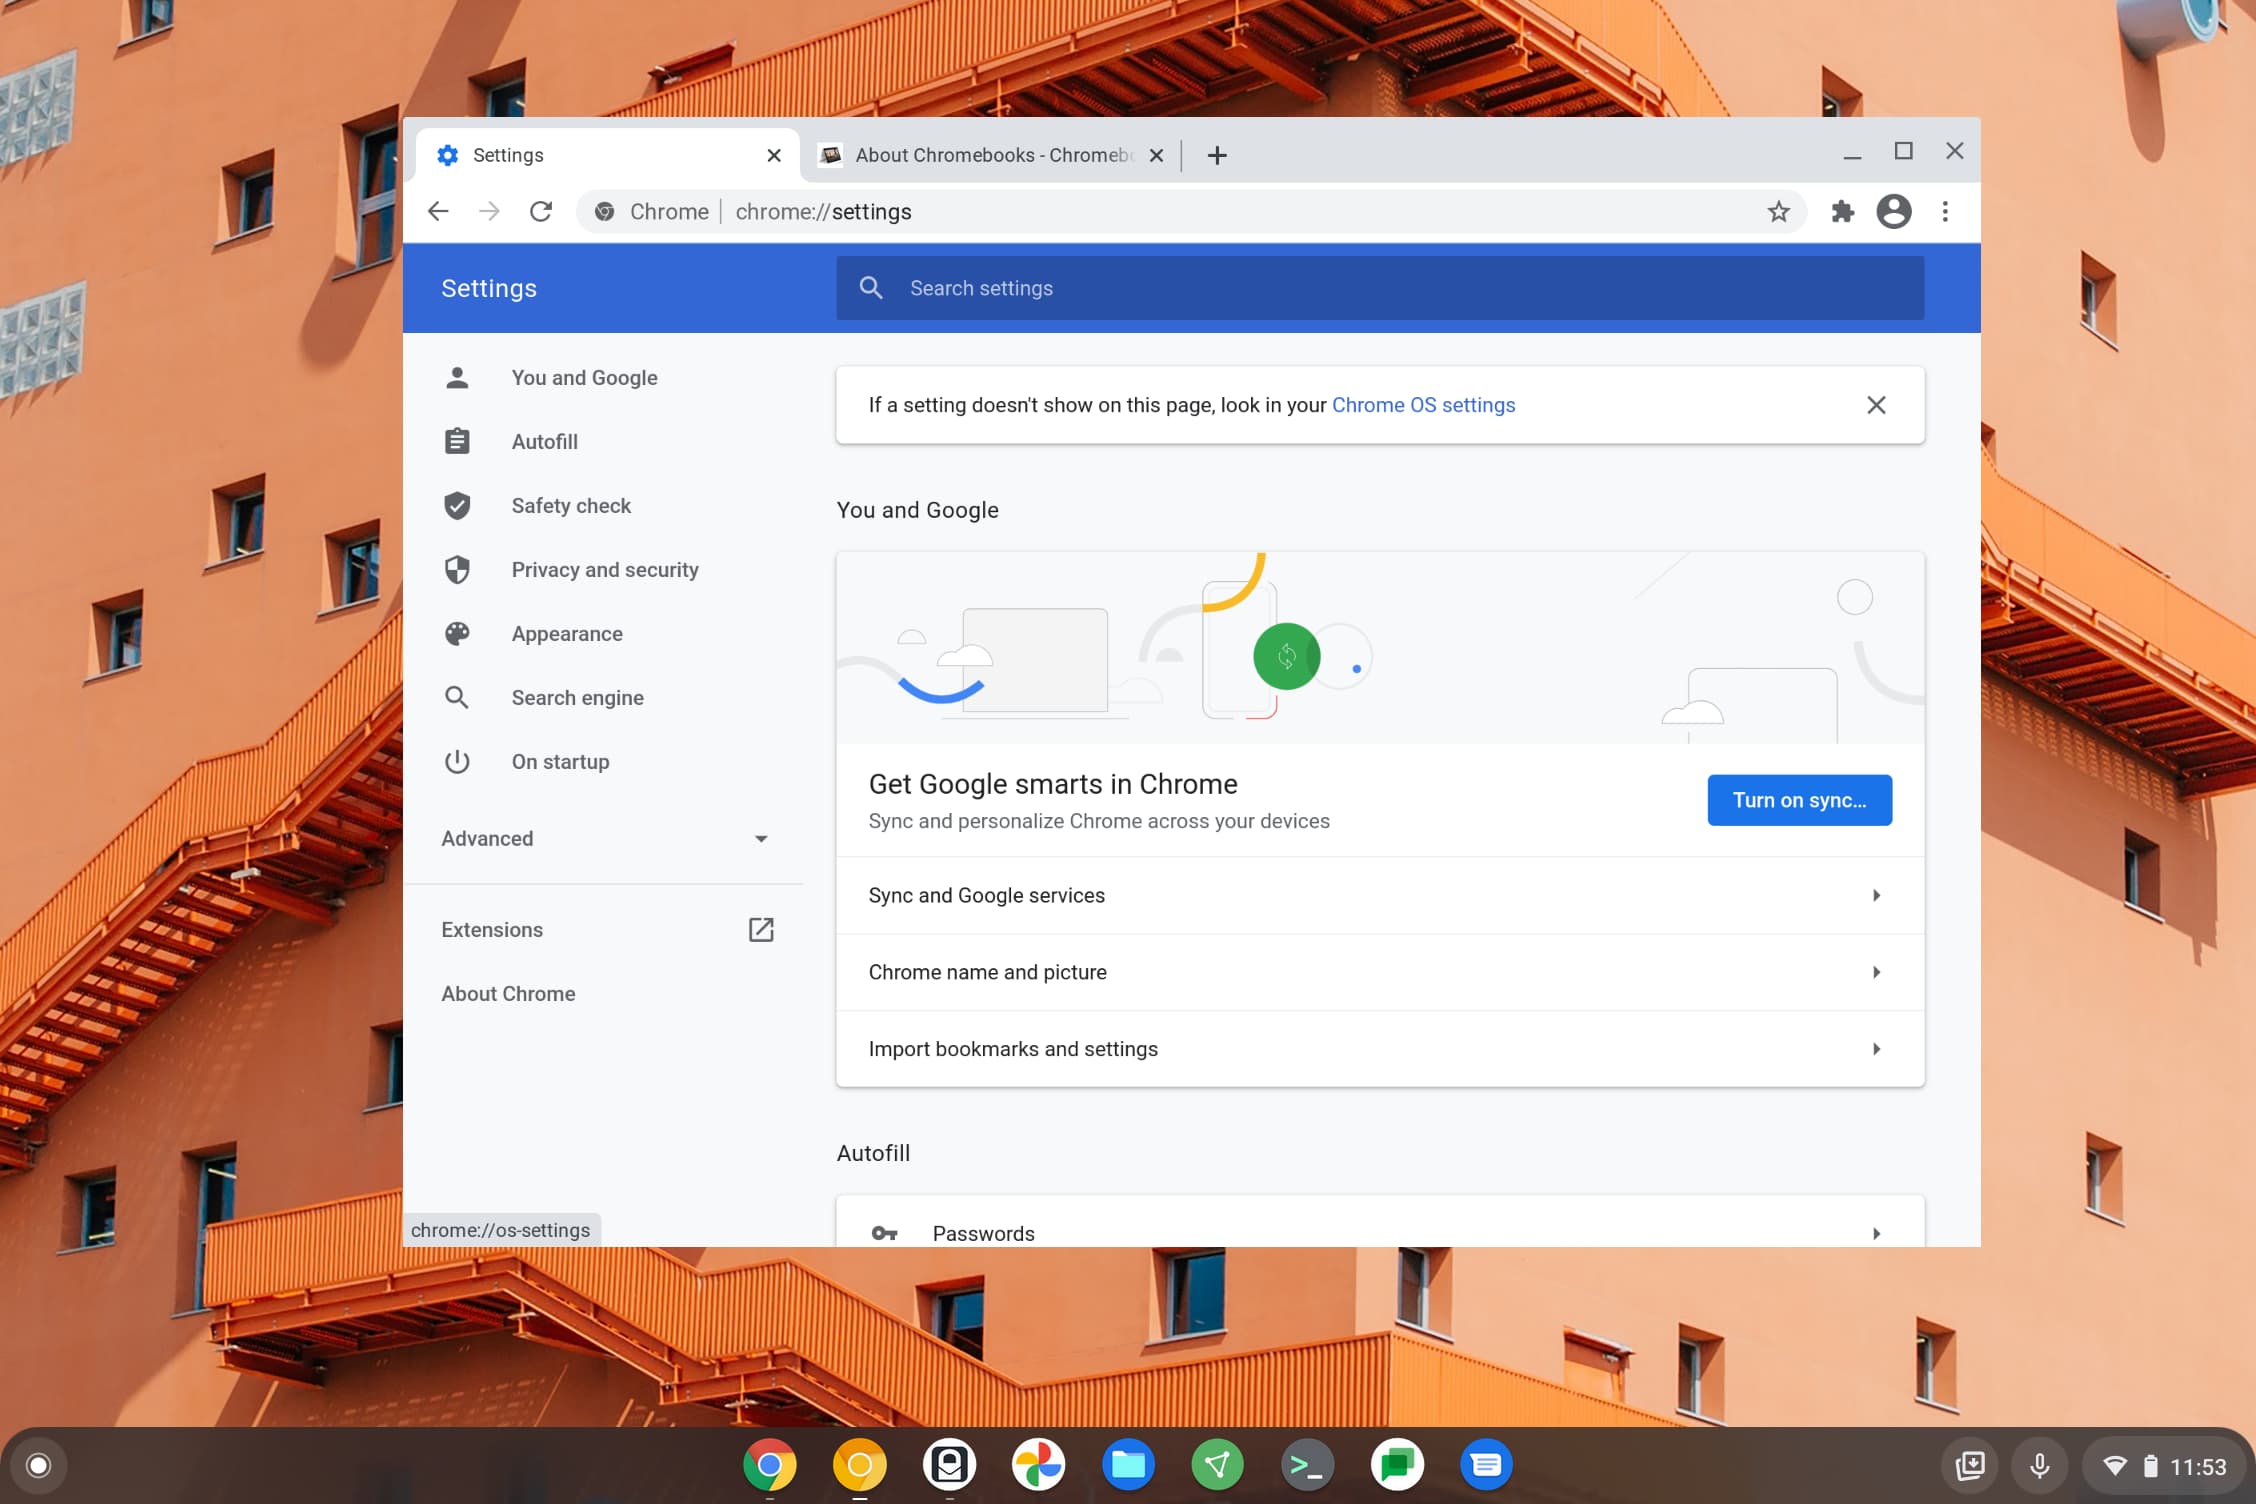 Settings
About Chromebooks - Chromeb
Chrome
chrome://settings
Settings
Search settings
You and Google
Autofill
Safety check
Privacy and security
Appearance
Search engine
On startup
Advanced
Extensions
About Chrome
If a setting doesn't show on this page, look in your Chrome OS settings
You and Google
Get Google smarts in Chrome
Sync and personalize Chrome across your devices
Turn on sync...
Sync and Google services
Chrome name and picture
Import bookmarks and settings
Autofill
Passwords
chrome://os-settings
11:53